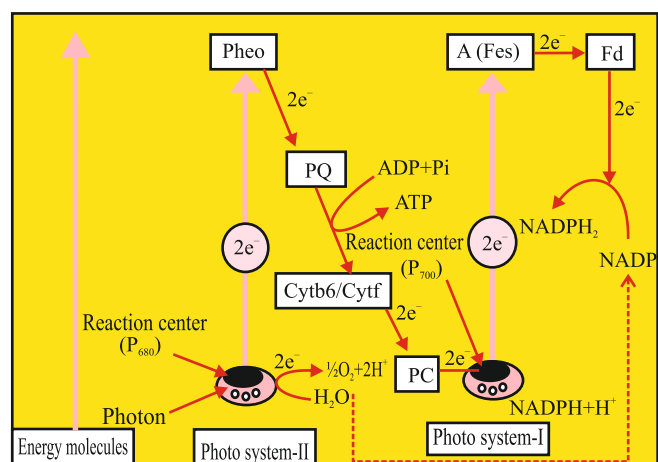 Pheo
A (Fes)
2e⁻
Fd
2e⁻
2e⁻
PQ
ADP+Pi
ATP
2e⁻
Reaction center
(P₇₀₀)
2e⁻
NADPH₂
NADP
Cytb6/Cytf
2e⁻
Reaction center
(P₆₈₀)
2e⁻
½O₂+2H⁺
H₂O
PC
2e⁻
Photon
NADPH+H⁺
Energy molecules
Photo system-II
Photo system-I